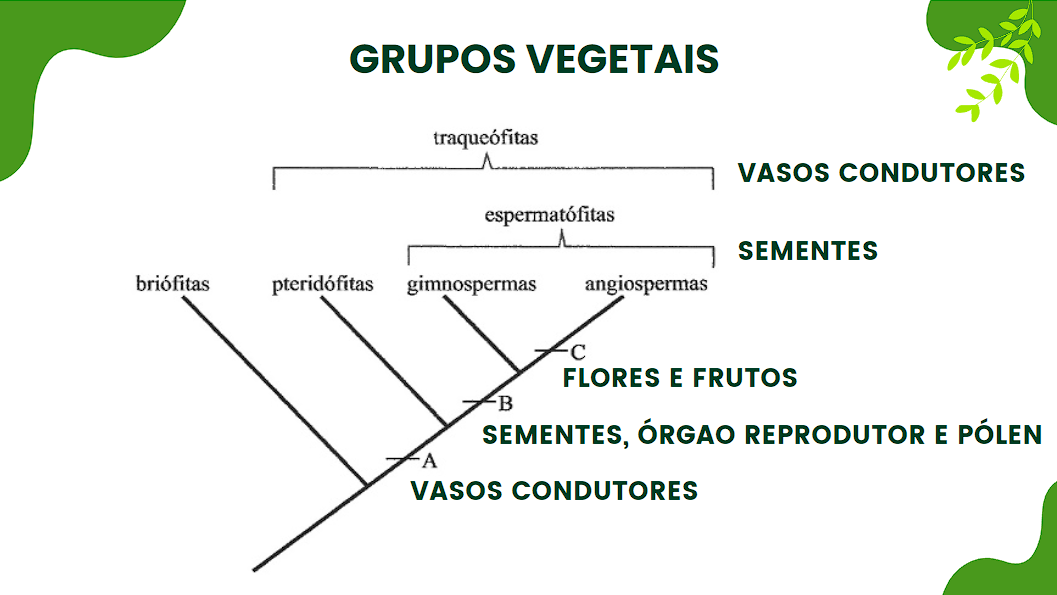 GRUPOS VEGETAIS
traqueófitas
VASOS CONDUTORES
espermatófitas
SEMENTES
briófitas pteridófitas gimnospermas angiospermas
C
FLORES E FRUTOS
B
SEMENTES, ÓRGAO REPRODUTOR E PÓLEN
A
VASOS CONDUTORES